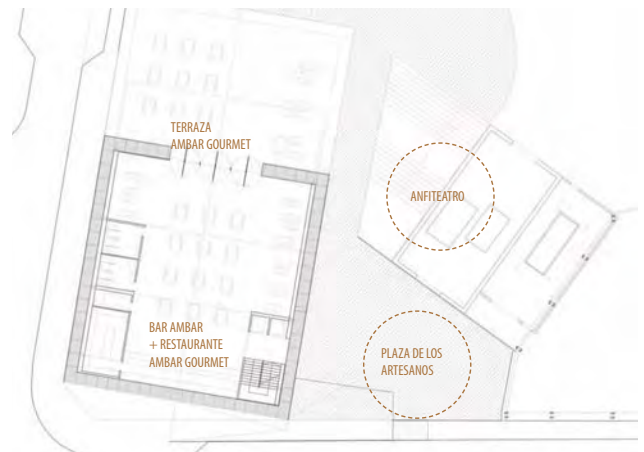 TERRAZA
AMBAR GOURMET
ANFITEATRO
BAR AMBAR
+ RESTAURANTE
AMBAR GOURMET
PLAZA DE LOS
ARTESANOS